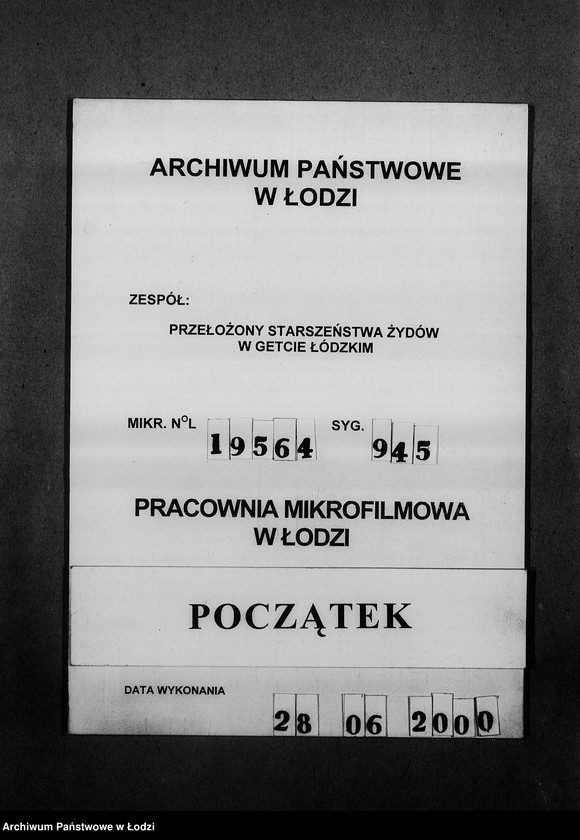 ARCHIWUM PAŃSTWOWE
W ŁODZI
ZESPÓŁ:
PRZEŁOŻONY STARSZEŃSTWA ŻYDÓW
W GETCIE ŁÓDZKIM
MIKR. NOL 19564 SYG. 945
PRACOWNIA MIKROFILMOWA
W ŁODZI
POCZĄTEK
DATA WYKONANIA 28 06 2000
Archiwum Państwowe w Łodzi